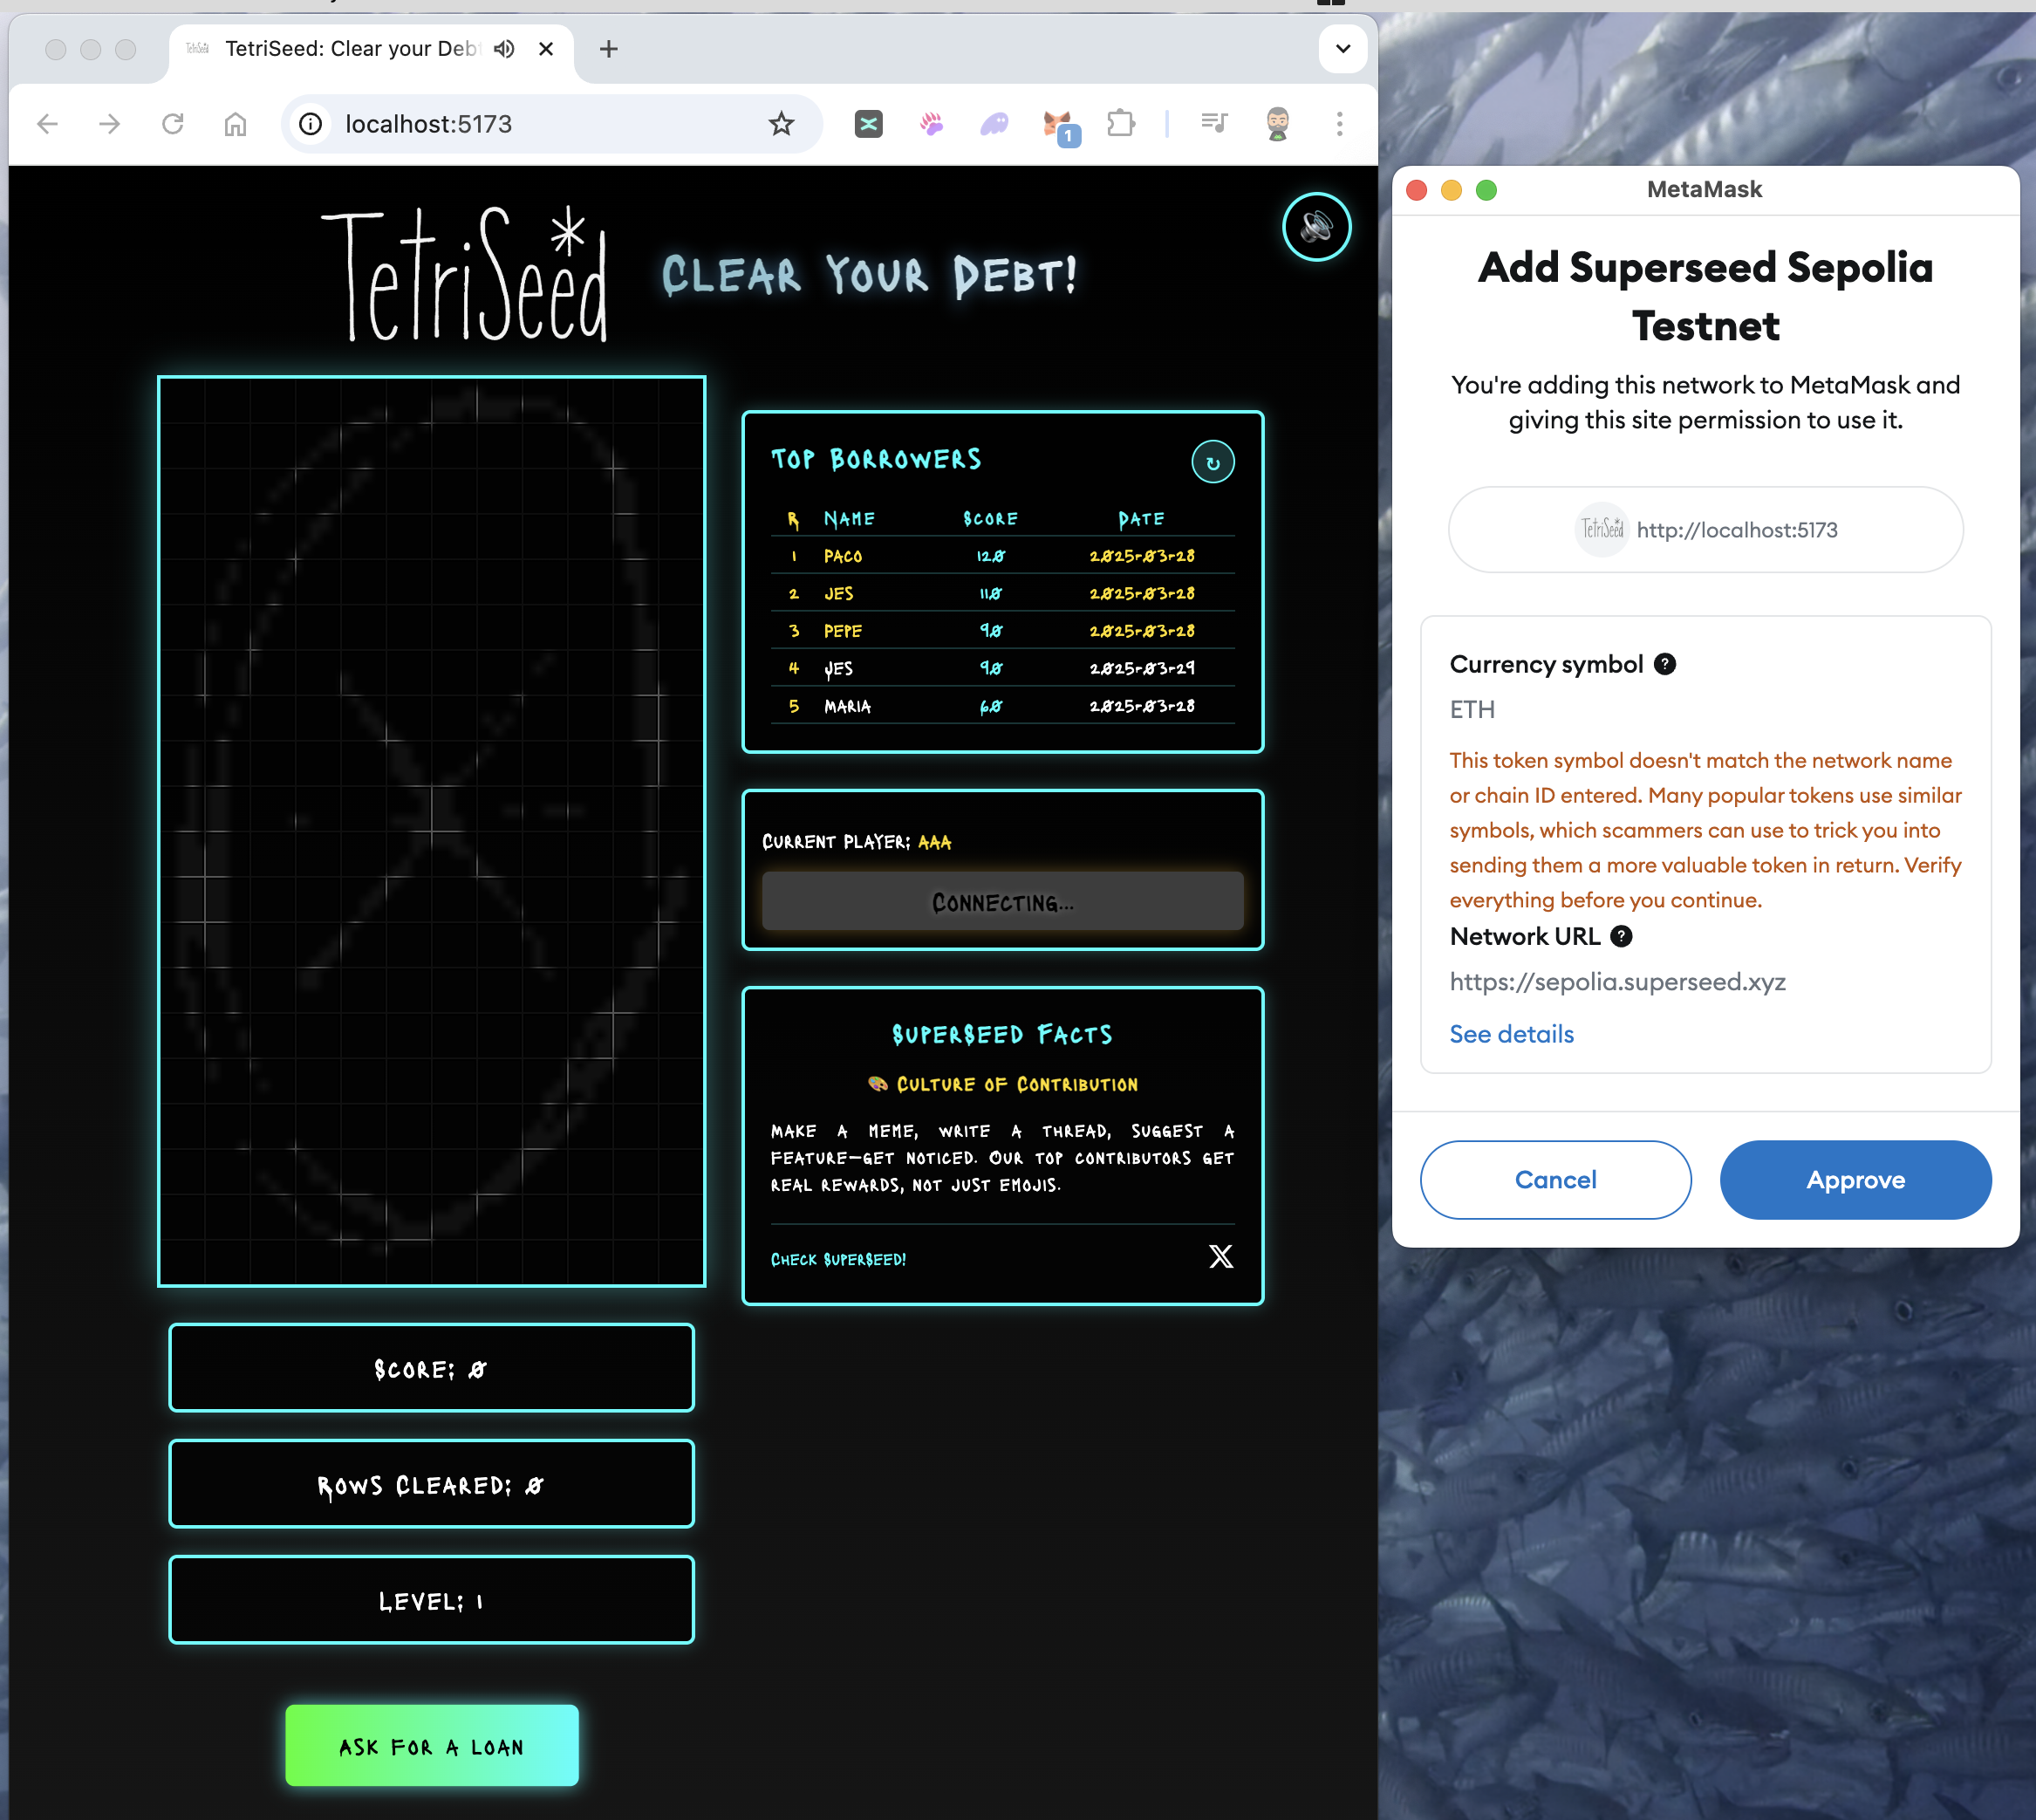 TetriSeed: Clear your Deb
localhost:5173
1
TetriSeed
Clear Your Debt!
Top Borrowers
R Name Score Date
1 PACO 120 2025-03-28
2 JES 110 2025-03-28
3 PEPE 90 2025-03-28
4 JES 90 2025-03-29
5 MARIA 60 2025-03-28
Current player: AAA
Connecting...
Superseed Facts
Culture of Contribution
Make a meme, write a thread, suggest a
feature—get noticed. Our top contributors get
real rewards, not just emojis.
Check Superseed!
X
Score: 0
Rows Cleared: 0
Level: 1
Ask for a loan
MetaMask
Add Superseed Sepolia
Testnet
You're adding this network to MetaMask and
giving this site permission to use it.
TetriSeed http://localhost:5173
Currency symbol ?
ETH
This token symbol doesn't match the network name
or chain ID entered. Many popular tokens use similar
symbols, which scammers can use to trick you into
sending them a more valuable token in return. Verify
everything before you continue.
Network URL ?
https://sepolia.superseed.xyz
See details
Cancel
Approve